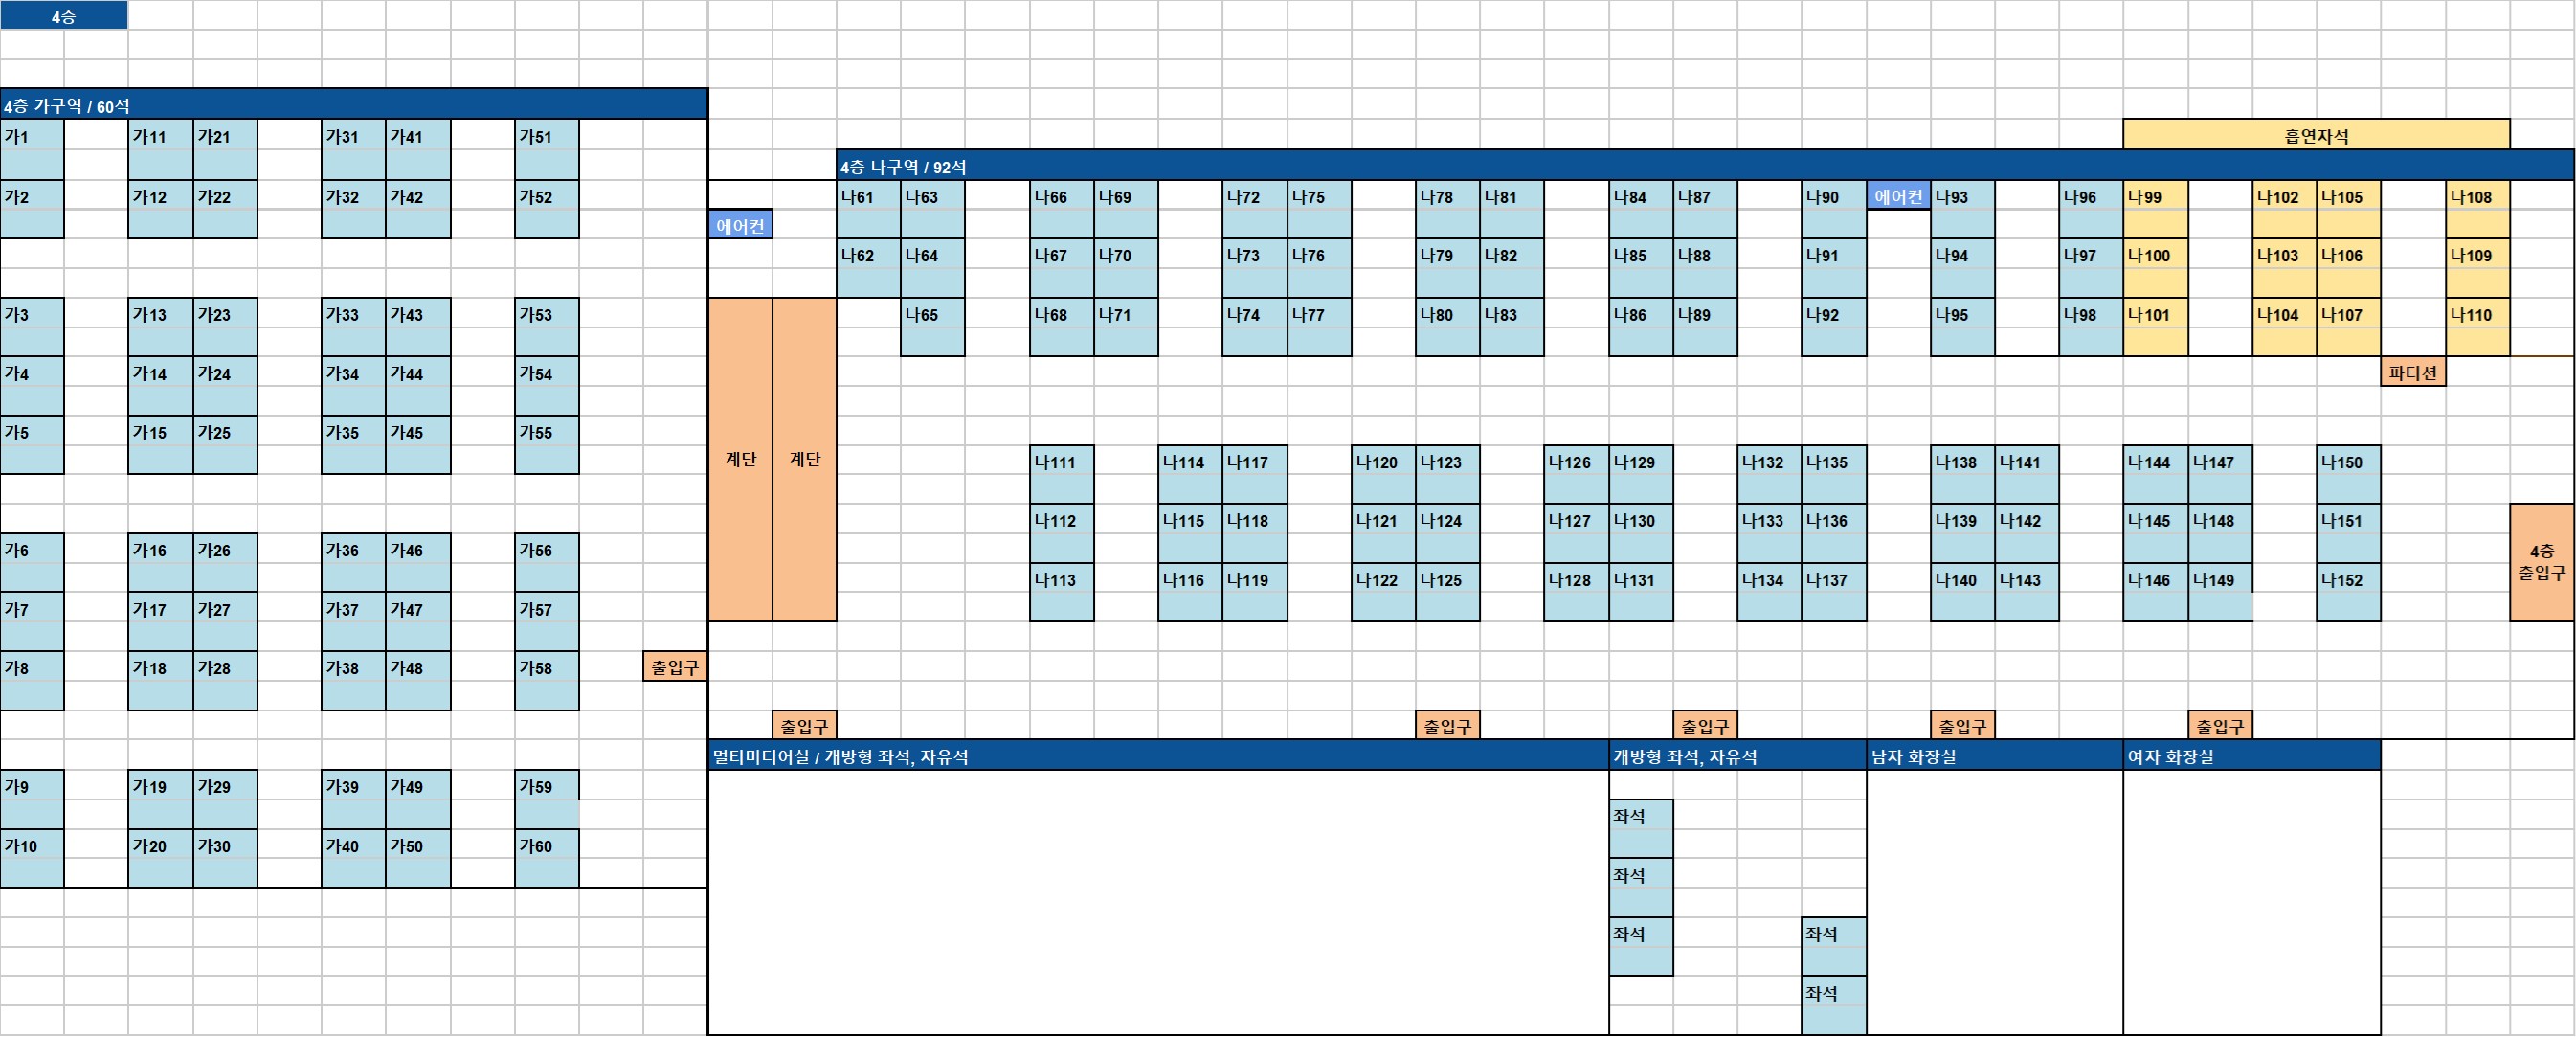 4층
4층 가구역 / 60석
가1 가11 가21 가31 가41 가51
흡연자석
4층 나구역 / 92석
가2 가12 가22 가32 가42 가52
나61 나63 나66 나69 나72 나75 나78 나81 나84 나87 나90 에어컨 나93 나96 나99 나102 나105 나108
에어컨
나62 나64 나67 나70 나73 나76 나79 나82 나85 나88 나91 나94 나97 나100 나103 나106 나109
가3 가13 가23 가33 가43 가53
나65 나68 나71 나74 나77 나80 나83 나86 나89 나92 나95 나98 나101 나104 나107 나110
가4 가14 가24 가34 가44 가54
파티션
가5 가15 가25 가35 가45 가55
계단 계단
나111 나114 나117 나120 나123 나126 나129 나132 나135 나138 나141 나144 나147 나150
나112 나115 나118 나121 나124 나127 나130 나133 나136 나139 나142 나145 나148 나151
가6 가16 가26 가36 가46 가56
4층
출입구
나113 나116 나119 나122 나125 나128 나131 나134 나137 나140 나143 나146 나149 나152
가7 가17 가27 가37 가47 가57
가8 가18 가28 가38 가48 가58
출입구
출입구 출입구 출입구 출입구 출입구
멀티미디어실 / 개방형 좌석, 자유석
개방형 좌석, 자유석
남자 화장실
여자 화장실
가9 가19 가29 가39 가49 가59
좌석
가10 가20 가30 가40 가50 가60
좌석
좌석 좌석
좌석